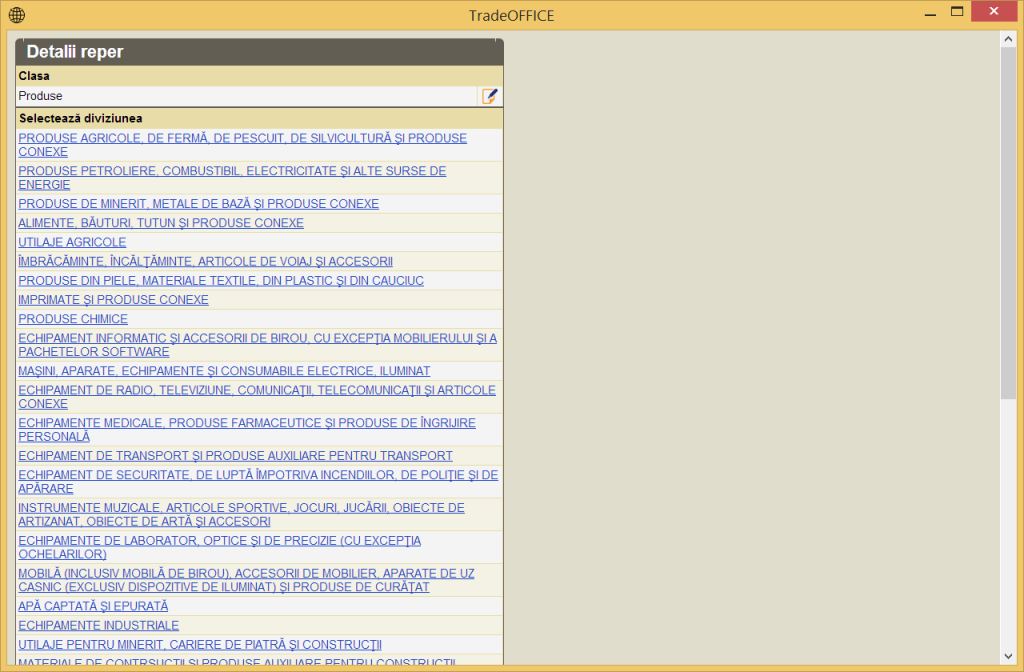 TradeOFFICE
Detalii reper
Clasa
Produse
Selectează diviziunea
PRODUSE AGRICOLE, DE FERMĂ, DE PESCUIT, DE SILVICULTURĂ ŞI PRODUSE
CONEXE
PRODUSE PETROLIERE, COMBUSTIBIL, ELECTRICITATE ŞI ALTE SURSE DE
ENERGIE
PRODUSE DE MINERIT, METALE DE BAZĂ ŞI PRODUSE CONEXE
ALIMENTE, BĂUTURI, TUTUN ŞI PRODUSE CONEXE
UTILAJE AGRICOLE
ÎMBRĂCĂMINTE, ÎNCĂLŢĂMINTE, ARTICOLE DE VOIAJ ŞI ACCESORII
PRODUSE DIN PIELE, MATERIALE TEXTILE, DIN PLASTIC ŞI DIN CAUCIUC
IMPRIMATE ŞI PRODUSE CONEXE
PRODUSE CHIMICE
ECHIPAMENT INFORMATIC ŞI ACCESORII DE BIROU, CU EXCEPŢIA MOBILIERULUI ŞI A
PACHETELOR SOFTWARE
MAŞINI, APARATE, ECHIPAMENTE ŞI CONSUMABILE ELECTRICE, ILUMINAT
ECHIPAMENT DE RADIO, TELEVIZIUNE, COMUNICAŢII, TELECOMUNICAŢII ŞI ARTICOLE
CONEXE
ECHIPAMENTE MEDICALE, PRODUSE FARMACEUTICE ŞI PRODUSE DE ÎNGRIJIRE
PERSONALĂ
ECHIPAMENT DE TRANSPORT ŞI PRODUSE AUXILIARE PENTRU TRANSPORT
ECHIPAMENT DE SECURITATE, DE LUPTĂ ÎMPOTRIVA INCENDIILOR, DE POLIŢIE ŞI DE
APĂRARE
INSTRUMENTE MUZICALE, ARTICOLE SPORTIVE, JOCURI, JUCĂRII, OBIECTE DE
ARTIZANAT, OBIECTE DE ARTĂ ŞI ACCESORI
ECHIPAMENTE DE LABORATOR, OPTICE ŞI DE PRECIZIE (CU EXCEPŢIA
OCHELARILOR)
MOBILĂ (INCLUSIV MOBILĂ DE BIROU), ACCESORII DE MOBILIER, APARATE DE UZ
CASNIC (EXCLUSIV DISPOZITIVE DE ILUMINAT) ŞI PRODUSE DE CURĂŢAT
APĂ CAPTATĂ ŞI EPURATĂ
ECHIPAMENTE INDUSTRIALE
UTILAJE PENTRU MINERIT, CARIERE DE PIATRĂ ŞI CONSTRUCŢII
MATERIALE DE CONTRSUCŢII ŞI PRODUSE AUXILIARE PENTRU CONSTRUCŢII